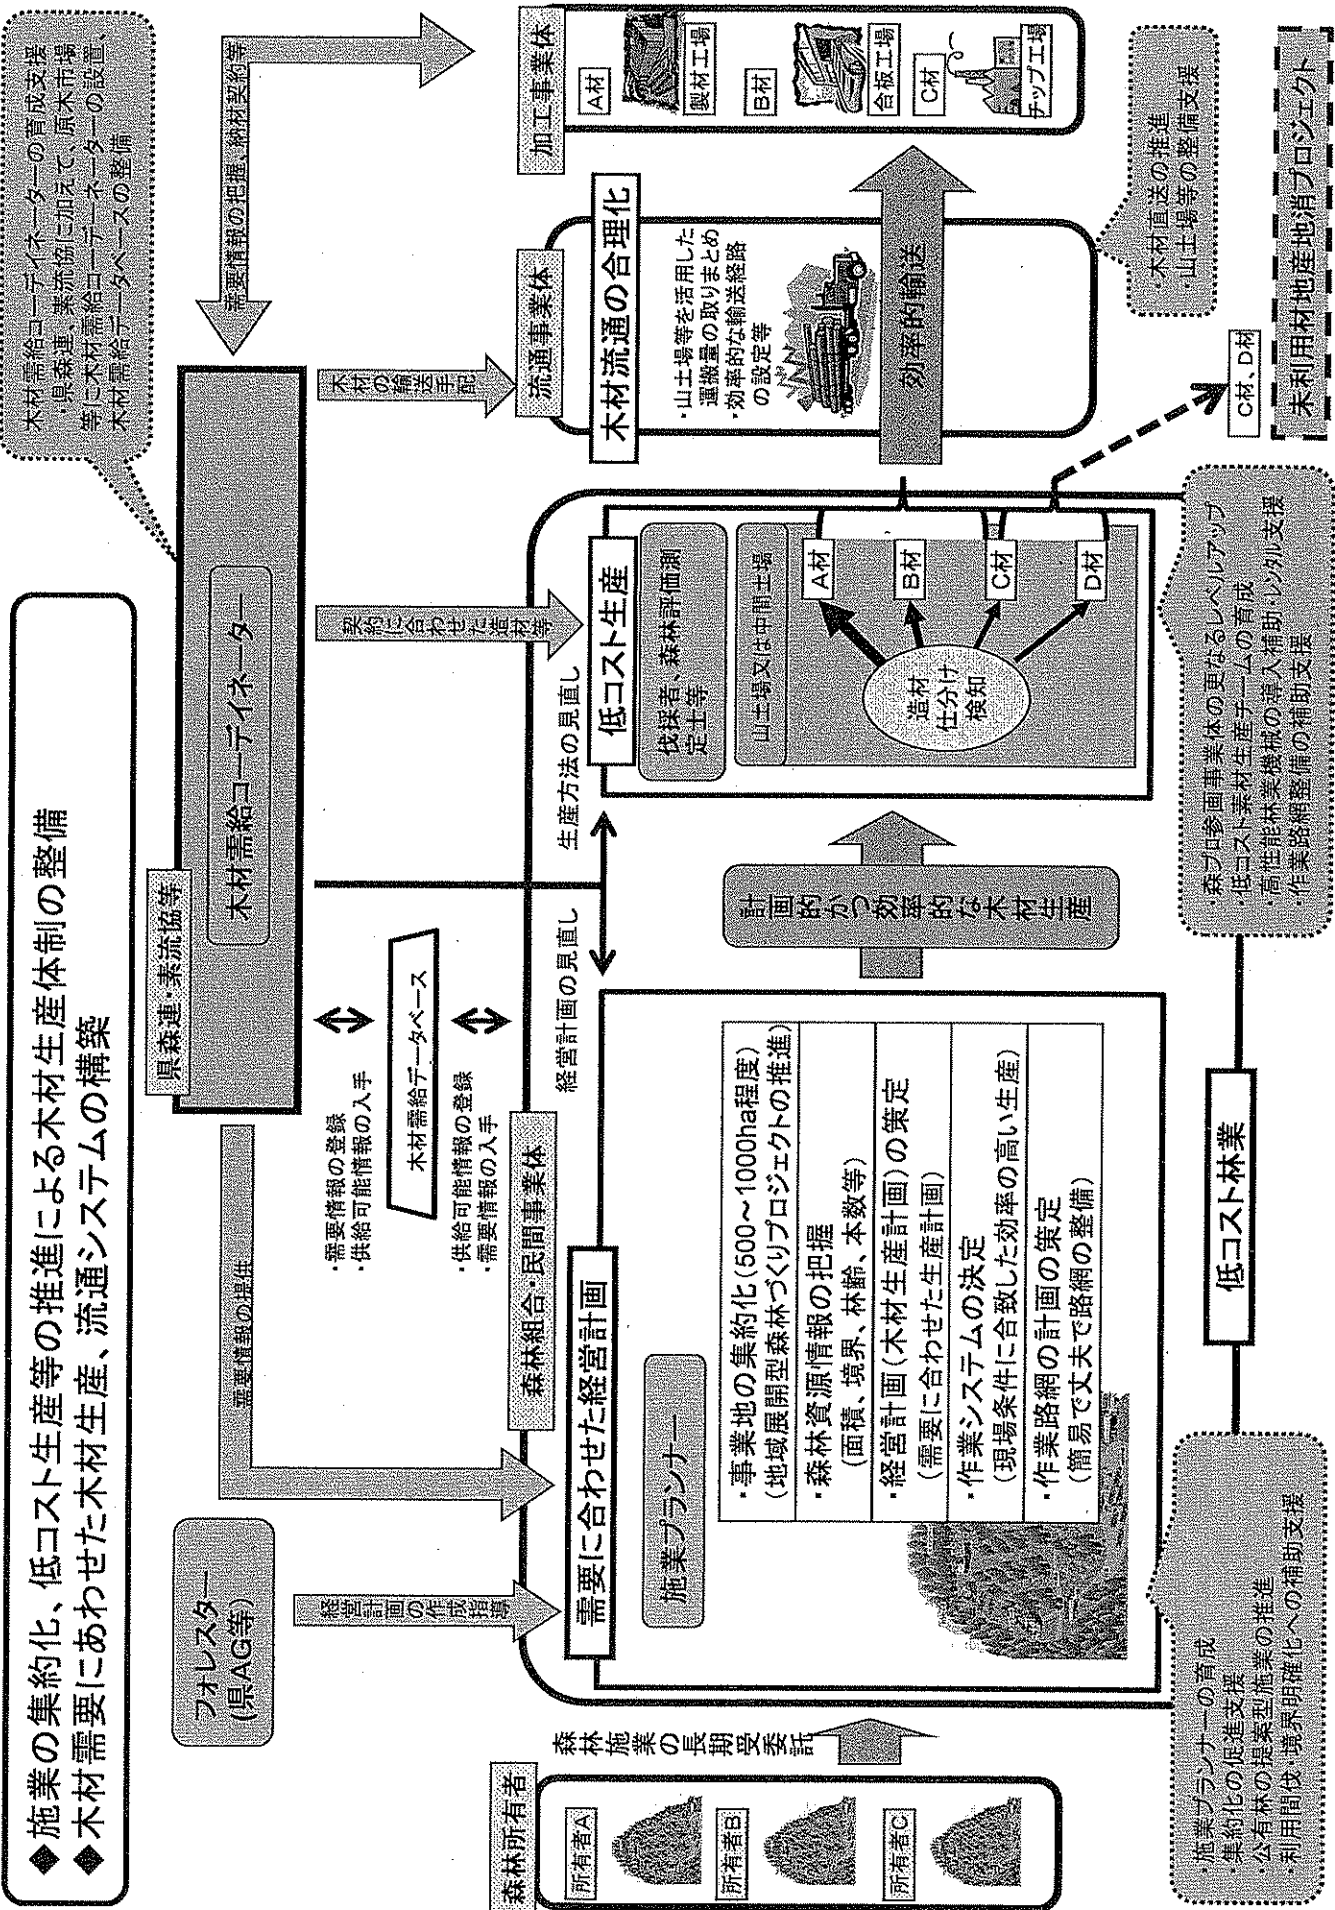 ◆施業の集約化、低コスト生産等の推進による木材生産体制の整備
◆木材需要にあわせた木材生産、流通システムの構築
木材需給コーディネイターの育成支援
・県森連、素流協に加えて、原木市場
等に木材需給コーデーネイターの設置、
木材需給データベースの整備
県森連・素流協等
木材需給コーディネイター
フォレスター
(県AG等)
需要情報の提供
需要情報の把握、納材契約等
経営計画の作成指導
・需要情報の登録
・供給可能情報の入手
木材需給データベース
・供給可能情報の登録
・需要情報の入手
契約に合わせた造材等
木材の輸送手配
経営計画の見直し
生産方法の見直し
森林所有者
所有者A
所有者B
所有者C
森林施業の長期受委託
森林組合・民間事業体
需要に合わせた経営計画
施業プランナー
・事業地の集約化(500~1000ha程度)
(地域展開型森林づくりプロジェクトの推進)
・森林資源情報の把握
(面積、境界、林齢、本数等)
・経営計画(木材生産計画)の策定
(需要に合わせた生産計画)
・作業システムの決定
(現場条件に合致した効率の高い生産)
・作業路網の計画の策定
(簡易で丈夫で路網の整備)
計画的かつ効率的な木材生産
低コスト生産
伐採者、森林評価測
定士等
山土場又は中間土場
造材
仕分け
検知
A材
B材
C材
D材
流通事業体
木材流通の合理化
・山土場等を活用した
運搬量の取りまとめ
・効率的な輸送経路
の設定等
効率的輸送
加工事業体
A材
製材工場
B材
合板工場
C材
チップ工場
・木材直送の推進
・山土場等の整備支援
C材、D材
未利用材地産地消プロジェクト
低コスト林業
・施業プランナーの育成
・集約化の促進支援
・公有林の提案型施業の推進
・利用間伐、境界明確化への補助支援
・森プロ参画事業体の更なるレベルアップ
・低コスト素材生産チームの育成
・高性能林業機械の導入補助・レンタル支援
・作業路網整備の補助支援